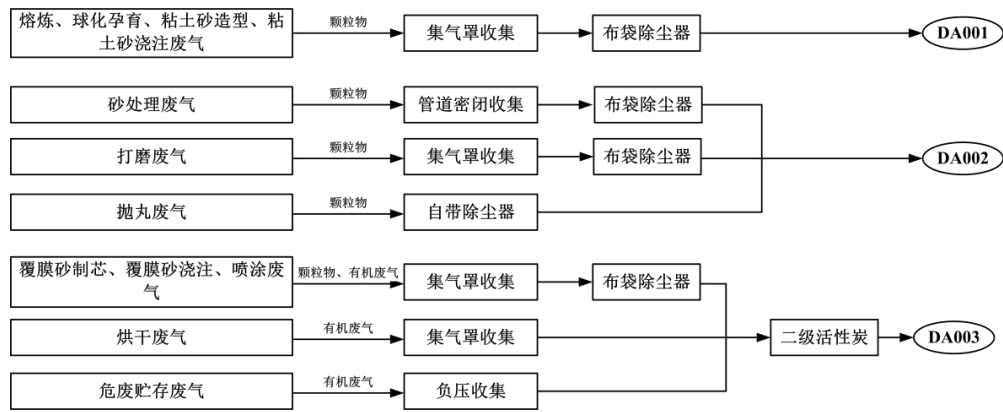 熔炼、球化孕育、粘土砂造型、粘
土砂浇注废气
颗粒物
集气罩收集
布袋除尘器
DA001
砂处理废气
颗粒物
管道密闭收集
布袋除尘器
打磨废气
颗粒物
集气罩收集
布袋除尘器
DA002
抛丸废气
颗粒物
自带除尘器
覆膜砂制芯、覆膜砂浇注、喷涂废
气
颗粒物、有机废气
集气罩收集
布袋除尘器
烘干废气
有机废气
集气罩收集
二级活性炭
DA003
危废贮存废气
有机废气
负压收集